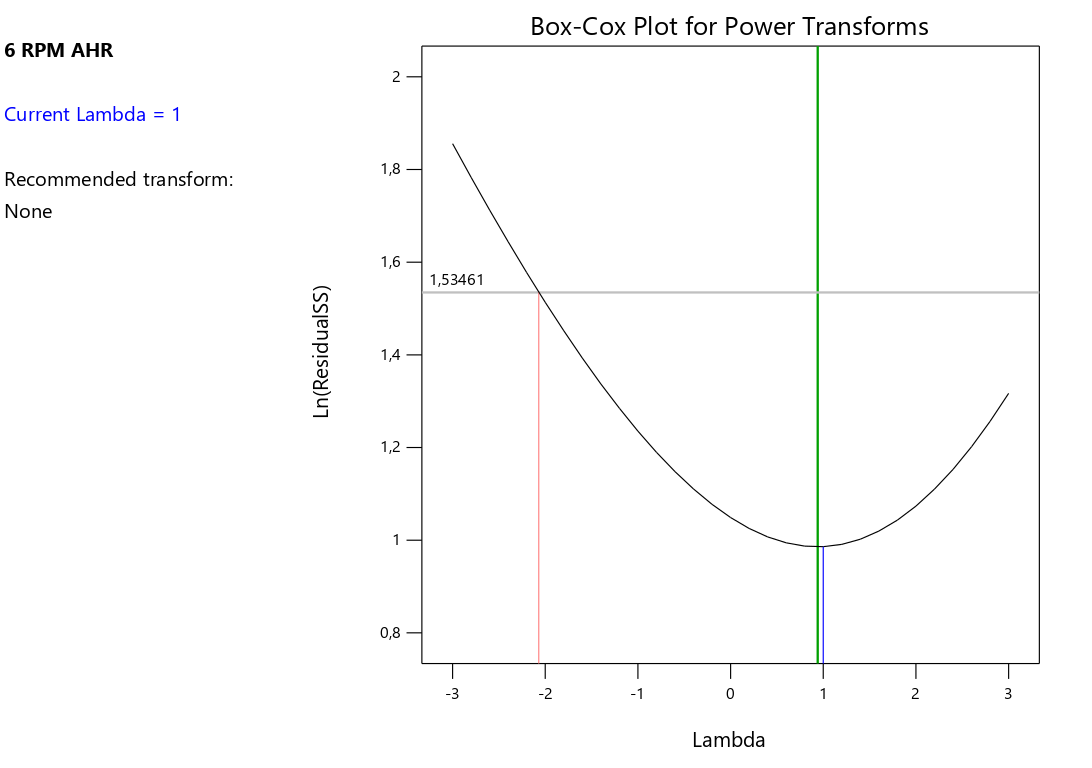 Box-Cox Plot for Power Transforms
6 RPM AHR
Current Lambda = 1
Recommended transform:
None
2
1,8
1,6
1,53461
1,4
1,2
1
0,8
Ln(ResidualSS)
-3 -2 -1 0 1 2 3
Lambda